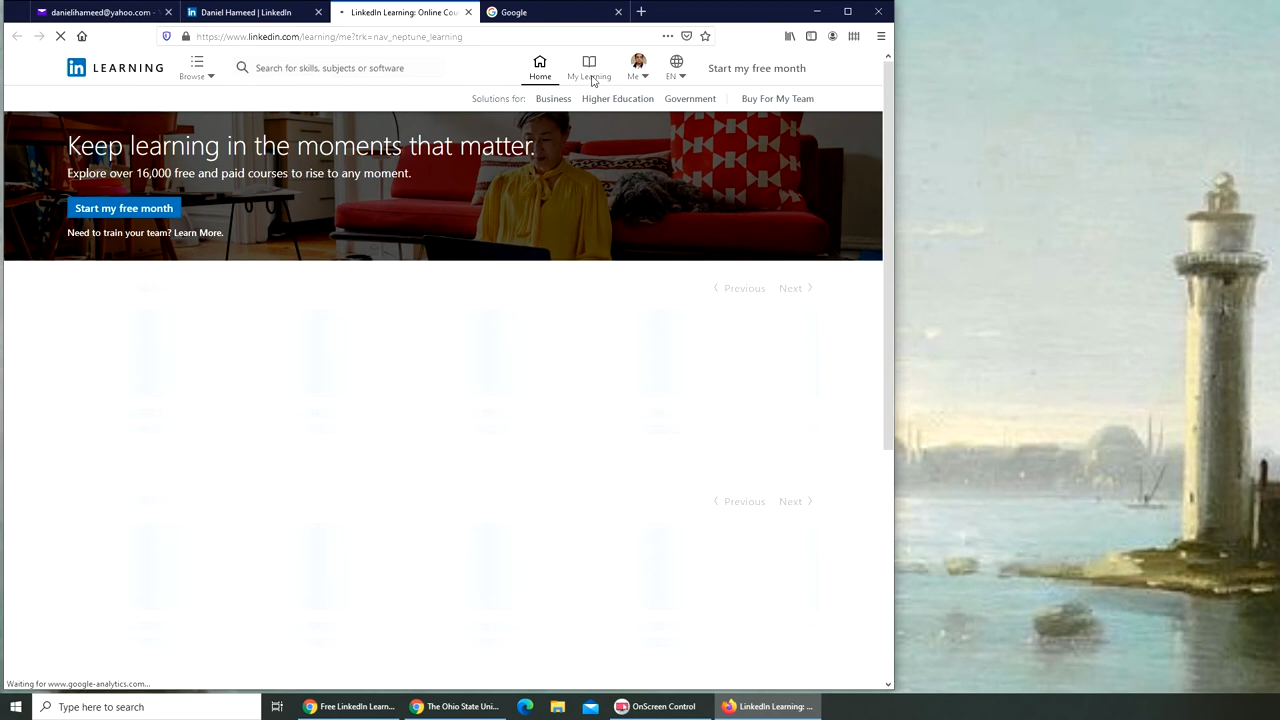 danielihameed@yahoo.com -
Daniel Hameed | LinkedIn
LinkedIn Learning: Online Cou
Google
https://www.linkedin.com/learning/me?trk=nav_neptune_learning
in LEARNING
Browse
Search for skills, subjects or software
Home
My Learning
Me
EN
Start my free month
Solutions for:
Business
Higher Education
Government
Buy For My Team
Keep learning in the moments that matter.
Explore over 16,000 free and paid courses to rise to any moment.
Start my free month
Need to train your team? Learn More.
Previous
Next
Previous
Next
Waiting for www.google-analytics.com...
Type here to search
Free LinkedIn Learn...
The Ohio State Uni...
OnScreen Control
LinkedIn Learning: ...